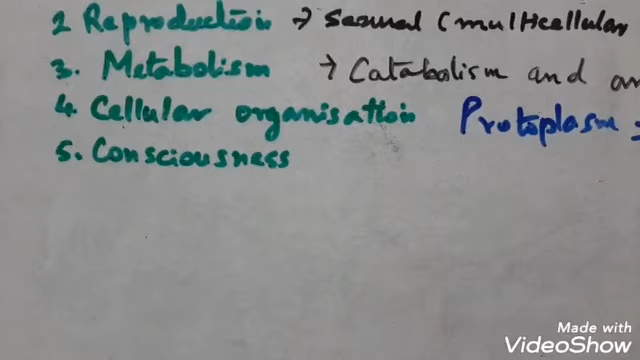 2 Reproduction → Sexual (multicellular
3. Metabolism → Catabolism and an
4. Cellular organisation Protoplasm =
5. Consciousness
Made with
VideoShow